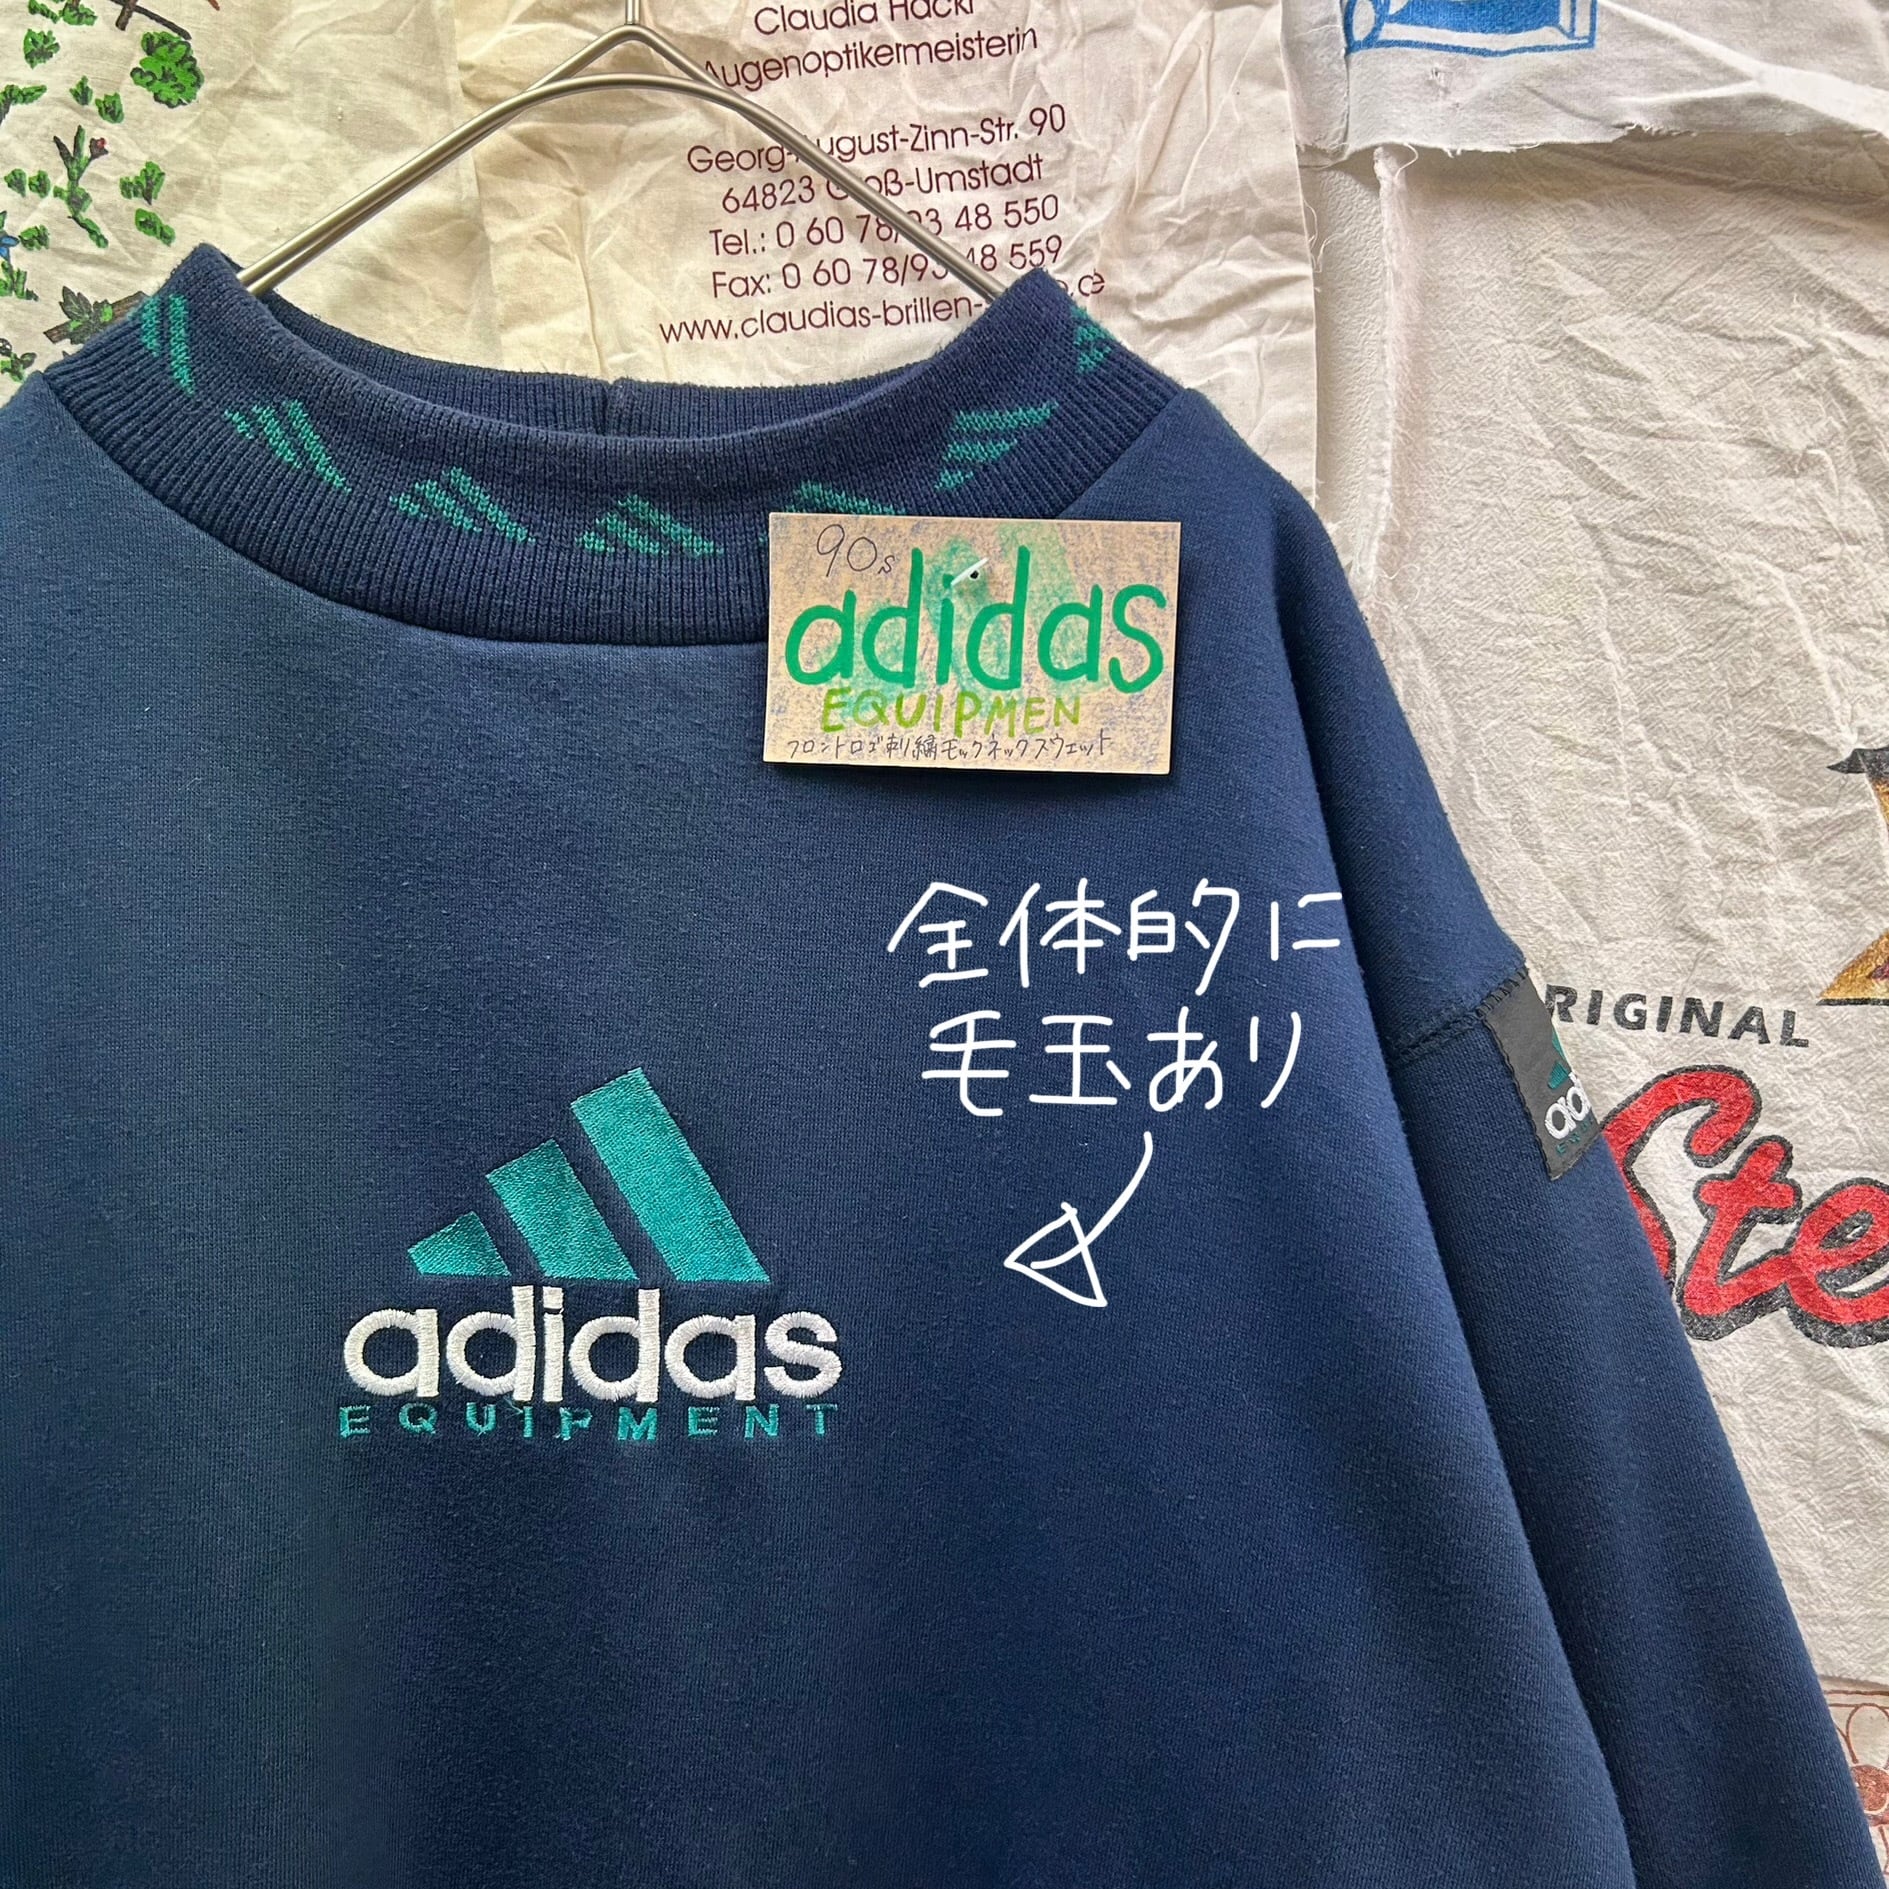 Claudia Hackl
Augenoptikermeisterin
Georg-August-Zinn-Str. 90
64823 Groß-Umstadt
Tel.: 0 60 78/93 48 550
Fax: 0 60 78/93 48 559
www.claudias-brillen-
90s
adidas
EQUIPMEN
フロントロゴ刺繍モックネックスウェット
全体的に
毛玉あり
adidas
EQUIPMENT
RIGINAL
Ste